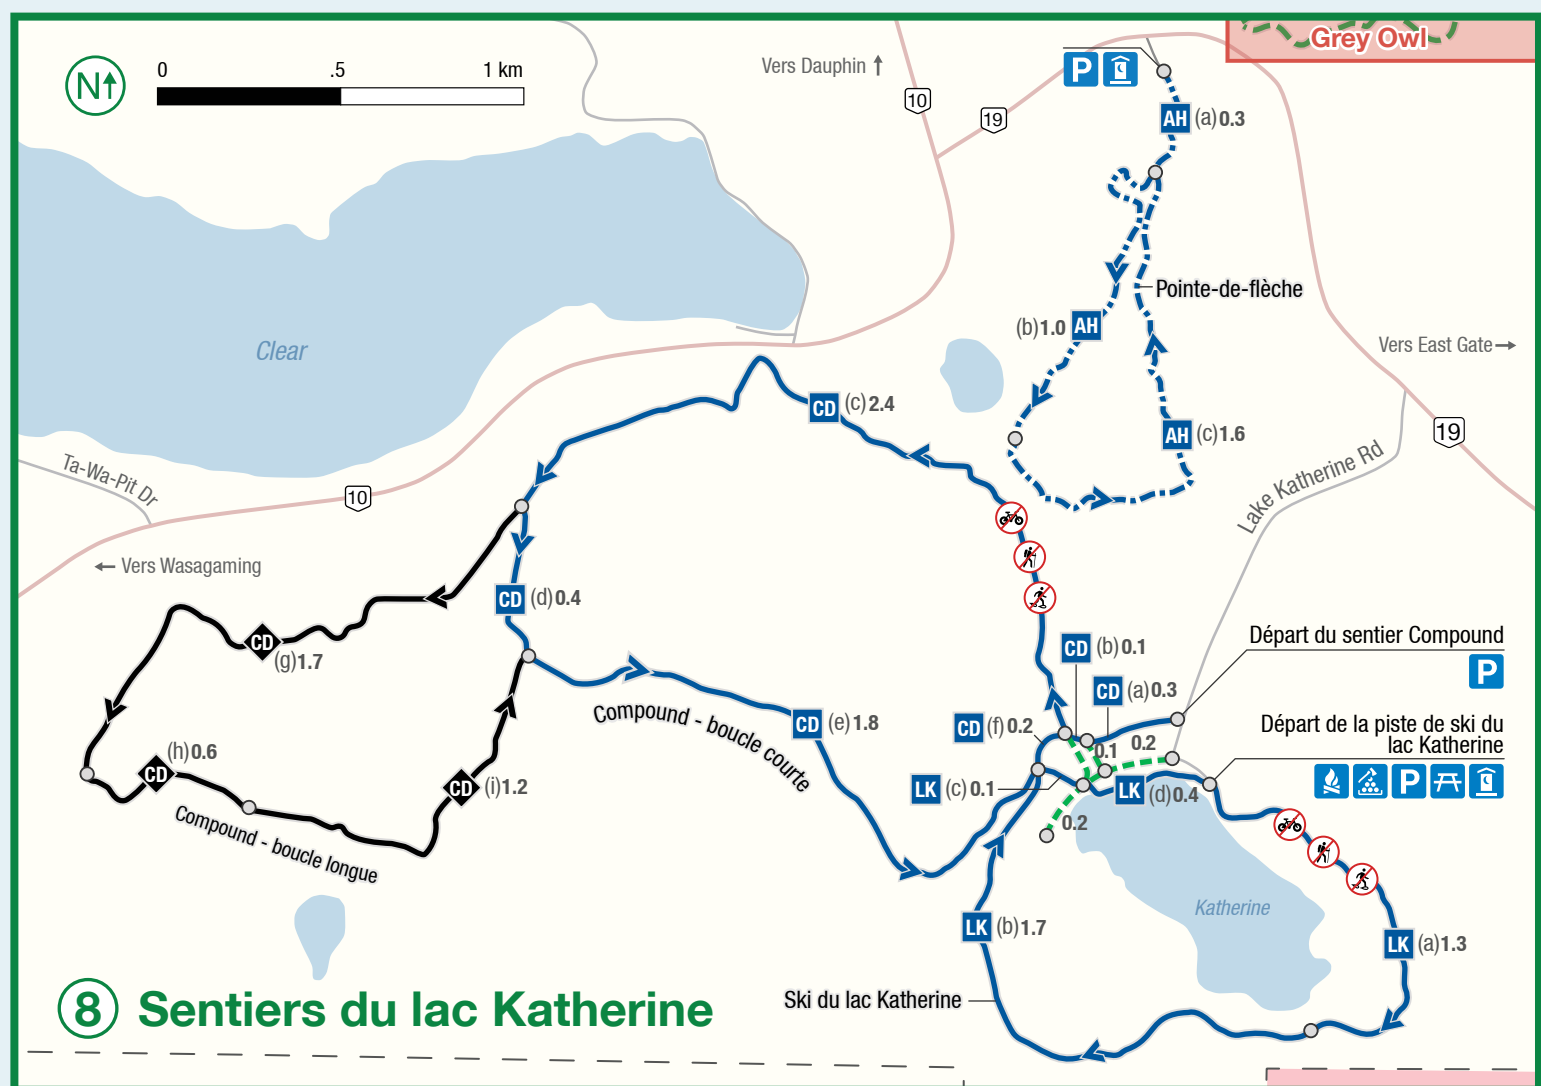 N
0 .5 1 km
Vers Dauphin
10
19
P
Grey Owl
AH (a) 0.3
Clear
Pointe-de-flèche
(b) 1.0 AH
Vers East Gate
CD (c) 2.4
AH (c) 1.6
19
Lake Katherine Rd
Ta-Wa-Pit Dr
10
Vers Wasagaming
CD (d) 0.4
CD
(g) 1.7
CD (b) 0.1
CD (a) 0.3
Départ du sentier Compound
P
Compound - boucle courte
CD (e) 1.8
CD (f) 0.2
0.1
0.2
Départ de la piste de ski du
lac Katherine
P
(h) 0.6
CD
CD (i) 1.2
LK (c) 0.1
LK (d) 0.4
0.2
Compound - boucle longue
Katherine
LK (b) 1.7
LK (a) 1.3
Ski du lac Katherine
8 Sentiers du lac Katherine